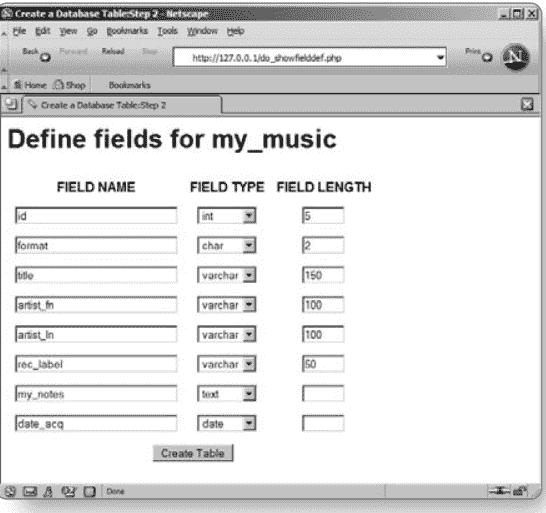 Create a Database Table:Step 2 - Netscape
File Edit View Go Bookmarks Tools Window Help
Back Forward Reload Stop http://127.0.0.1/do_showfielddef.php Print N
Home Shop Bookmarks
Create a Database Table:Step 2
Define fields for my_music
FIELD NAME FIELD TYPE FIELD LENGTH
id int 5
format char 2
title varchar 150
artist_fn varchar 100
artist_ln varchar 100
rec_label varchar 50
my_notes text
date_acq date
Create Table
Done